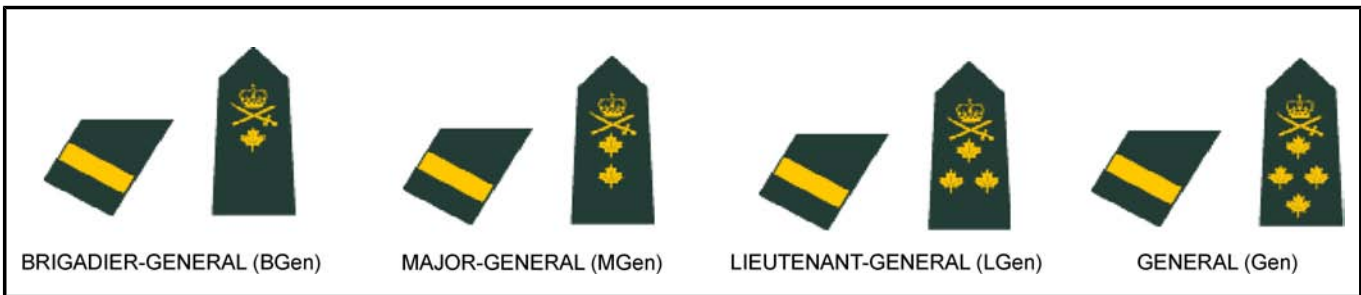 BRIGADIER-GENERAL (BGen)
MAJOR-GENERAL (MGen)
LIEUTENANT-GENERAL (LGen)
GENERAL (Gen)